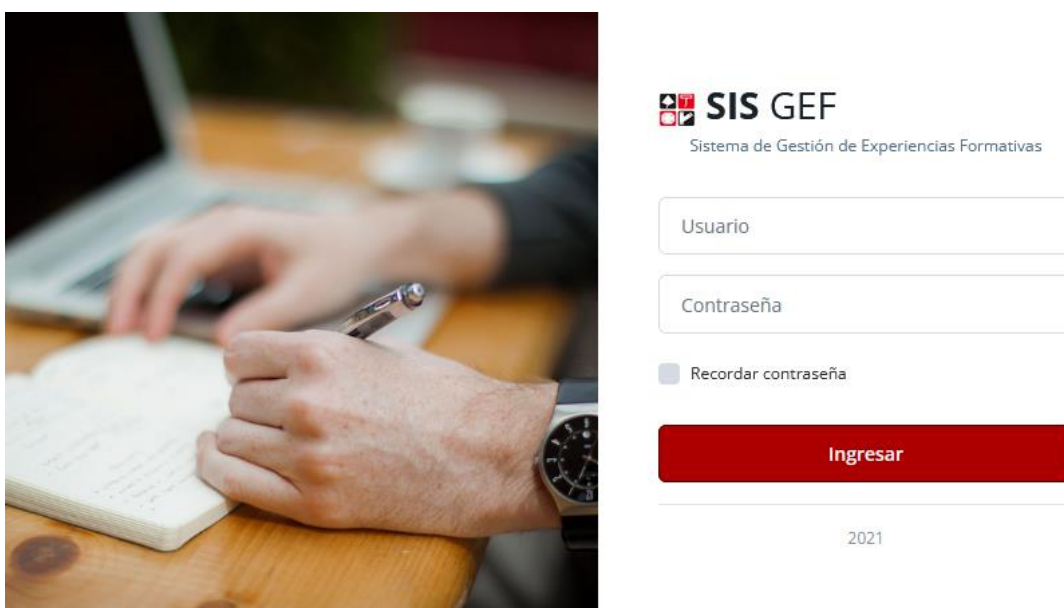 SIS GEF
Sistema de Gestión de Experiencias Formativas
Usuario
Contraseña
Recordar contraseña
Ingresar
2021